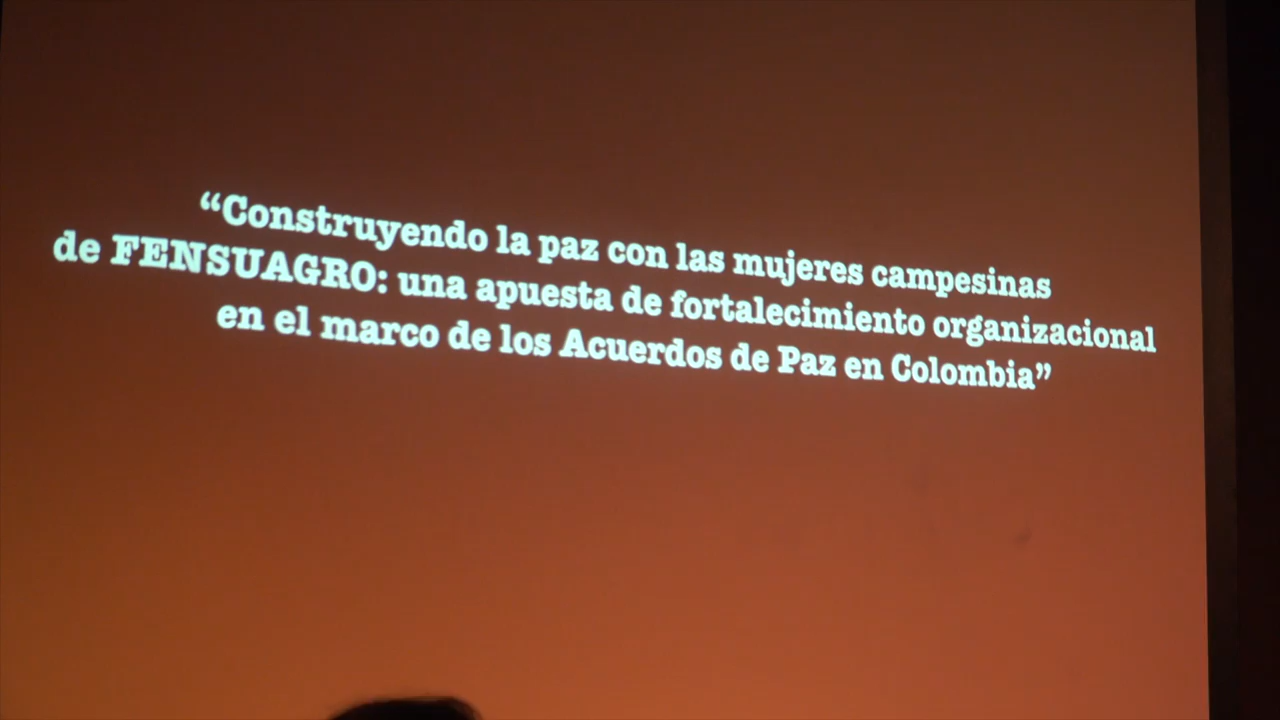 “Construyendo la paz con las mujeres campesinas
de FENSUAGRO: una apuesta de fortalecimiento organizacional
en el marco de los Acuerdos de Paz en Colombia”